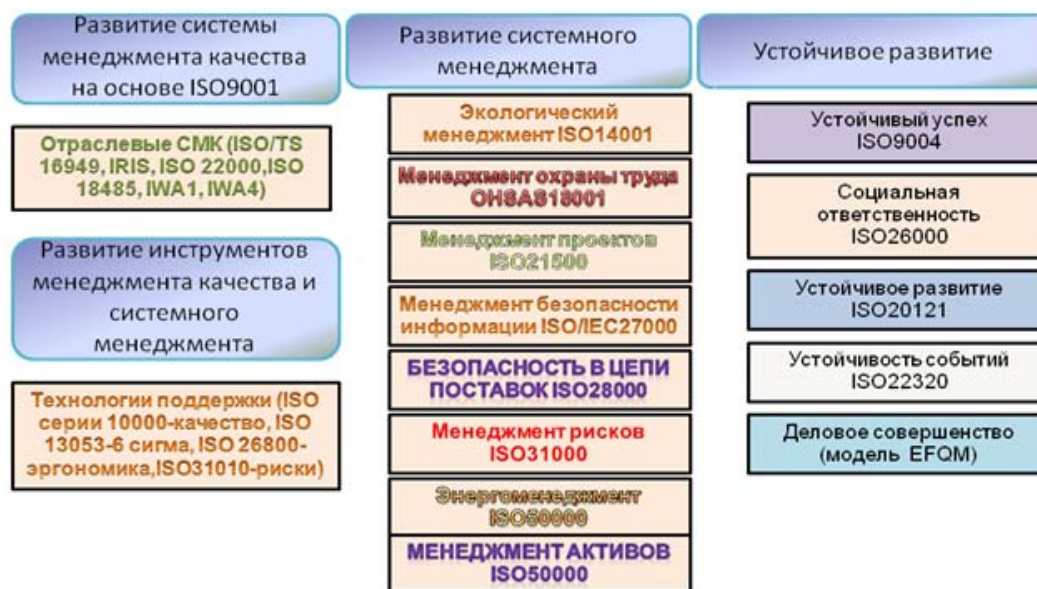 Развитие системы
менеджмента качества
на основе ISO9001
Отраслевые СМК (ISO/TS
16949, IRIS, ISO 22000,ISO
18485, IWA1, IWA4)
Развитие инструментов
менеджмента качества и
системного
менеджмента
Технологии поддержки (ISO
серии 10000-качество, ISO
13053-6 сигма, ISO 26800-
эргономика,ISO31010-риски)
Развитие системного
менеджмента
Экологический
менеджмент ISO14001
Менеджмент охраны труда
OHSAS18001
Менеджмент проектов
ISO21500
Менеджмент безопасности
информации ISO/IEC27000
БЕЗОПАСНОСТЬ В ЦЕПИ
ПОСТАВОК ISO28000
Менеджмент рисков
ISO31000
Энергоменеджмент
ISO50000
МЕНЕДЖМЕНТ АКТИВОВ
ISO50000
Устойчивое развитие
Устойчивый успех
ISO9004
Социальная
ответственность
ISO26000
Устойчивое развитие
ISO20121
Устойчивость событий
ISO22320
Деловое совершенство
(модель EFQM)